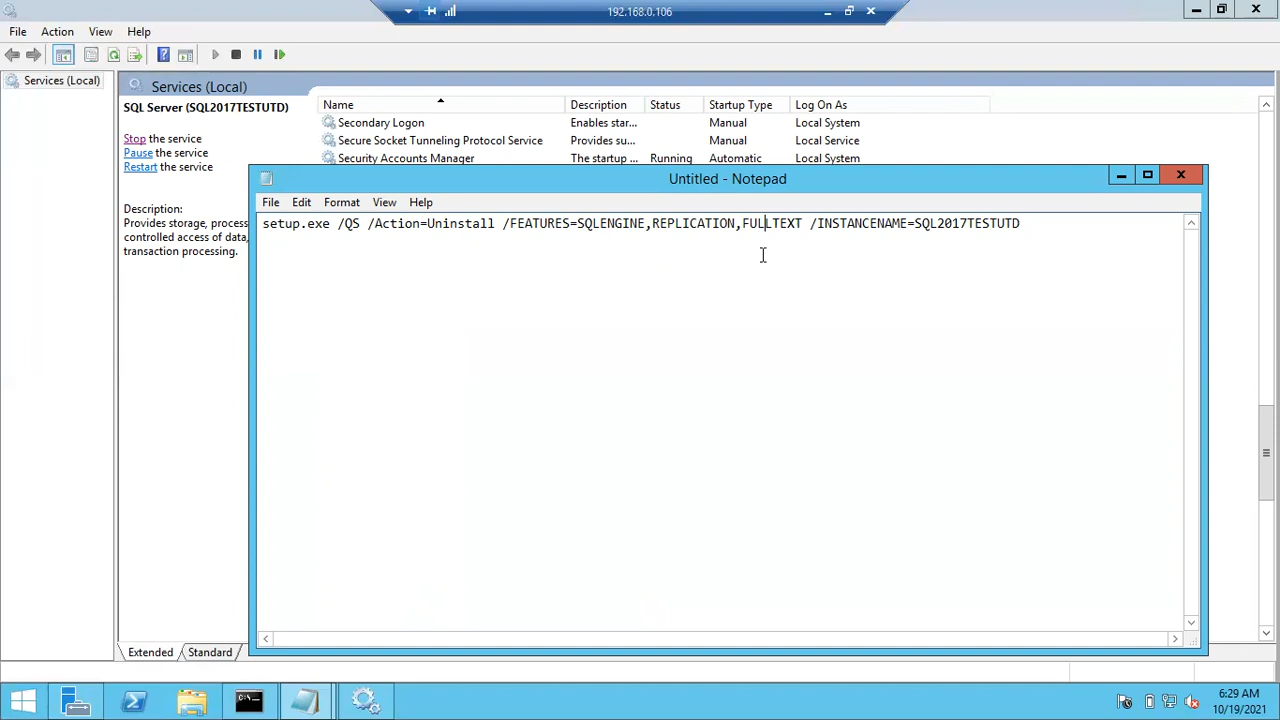 192.168.0.106
File Action View Help
Services (Local)
Services (Local)
SQL Server (SQL2017TESTUTD)
Stop the service
Pause the service
Restart the service
Description:
Provides storage, process
controlled access of data,
transaction processing.
Name Description Status Startup Type Log On As
Secondary Logon Enables star... Manual Local System
Secure Socket Tunneling Protocol Service Provides su... Manual Local Service
Security Accounts Manager The startup ... Running Automatic Local System
Untitled - Notepad
File Edit Format View Help
setup.exe /QS /Action=Uninstall /FEATURES=SQLENGINE,REPLICATION,FULLTEXT /INSTANCENAME=SQL2017TESTUTD
Extended Standard
6:29 AM
10/19/2021